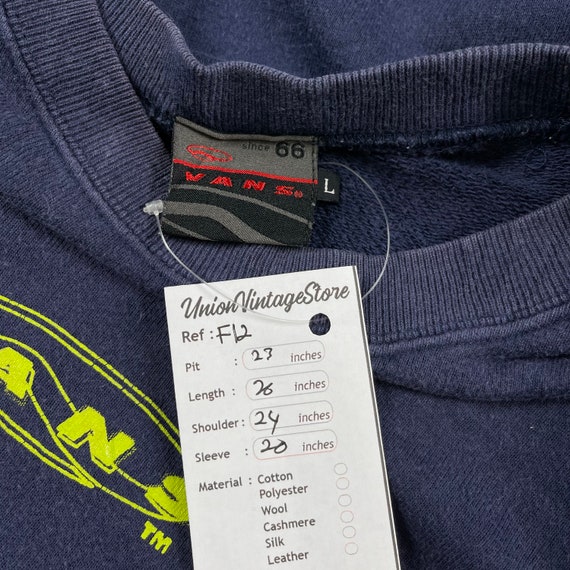 since 66
VANS
L
ANS
TM
UnionVintageStore
Ref : F12
Pit : 23 inches
Length : 26 inches
Shoulder : 24 inches
Sleeve : 20 inches
Material : Cotton
Polyester
Wool
Cashmere
Silk
Leather